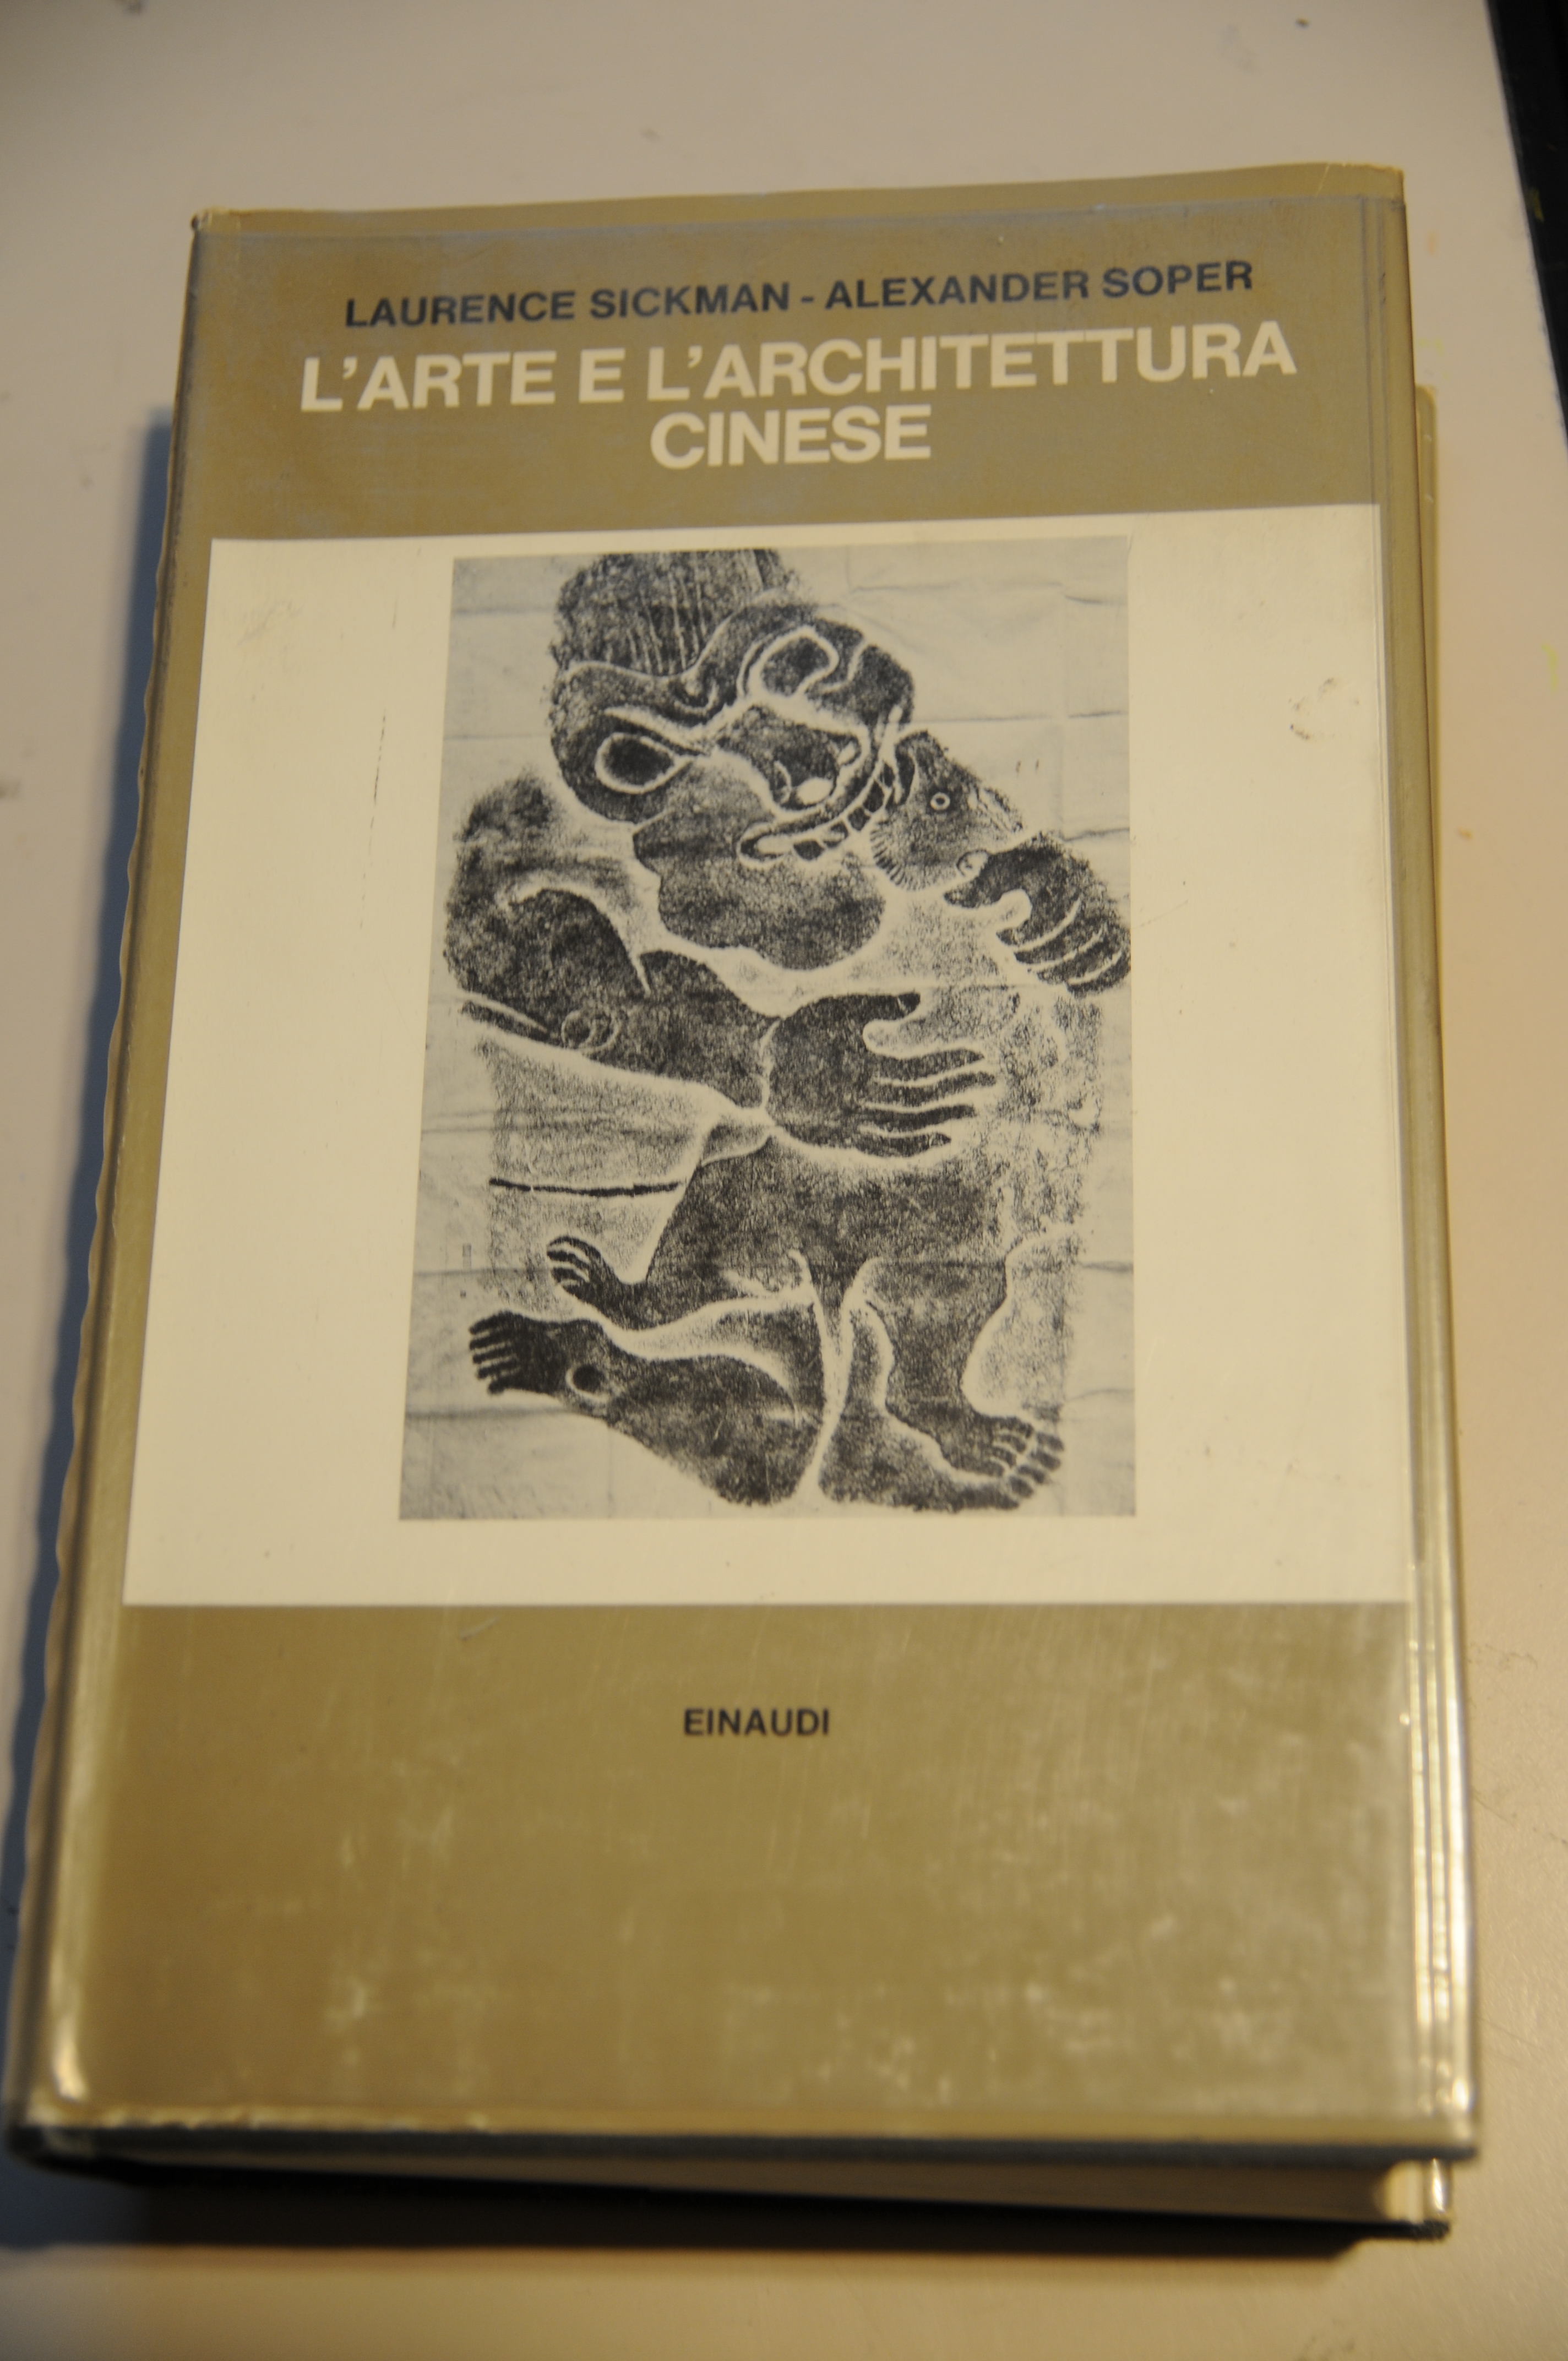 LAURENCE SICKMAN - ALEXANDER SOPER
L'ARTE E L'ARCHITETTURA
CINESE
EINAUDI